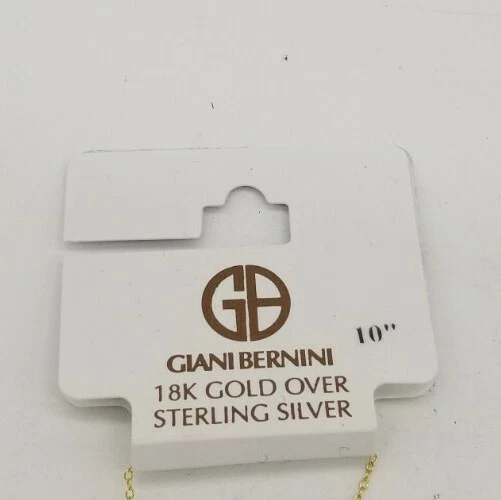 GB
10"
GIANI BERNINI
18K GOLD OVER
STERLING SILVER